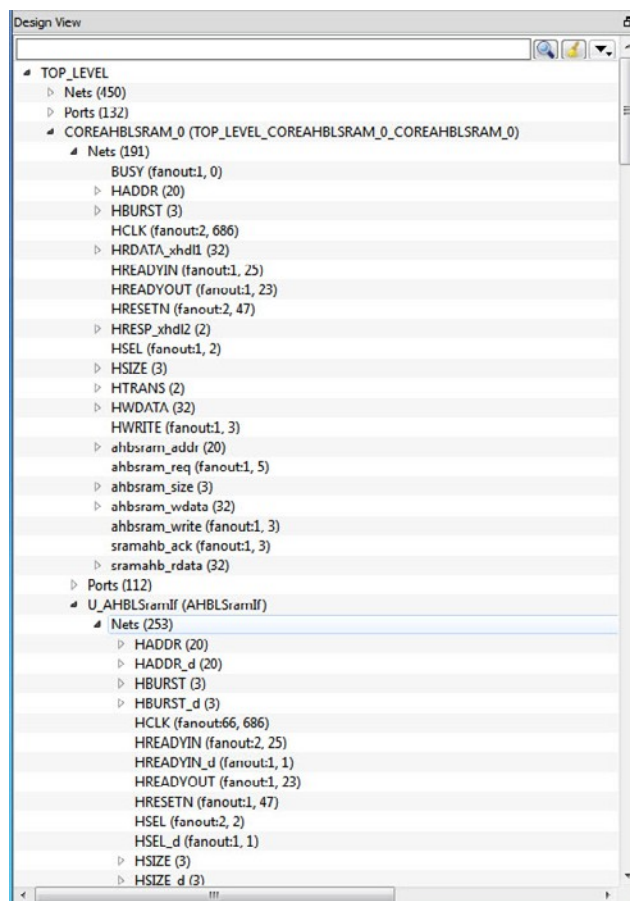 Design View
TOP_LEVEL
Nets (450)
Ports (132)
COREAHBLSRAM_0 (TOP_LEVEL_COREAHBLSRAM_0_COREAHBLSRAM_0)
Nets (191)
BUSY (fanout:1, 0)
HADDR (20)
HBURST (3)
HCLK (fanout:2, 686)
HRDATA_xhdl1 (32)
HREADYIN (fanout:1, 25)
HREADYOUT (fanout:1, 23)
HRESETN (fanout:2, 47)
HRESP_xhdl2 (2)
HSEL (fanout:1, 2)
HSIZE (3)
HTRANS (2)
HWDATA (32)
HWRITE (fanout:1, 3)
ahbsram_addr (20)
ahbsram_req (fanout:1, 5)
ahbsram_size (3)
ahbsram_wdata (32)
ahbsram_write (fanout:1, 3)
sramahb_ack (fanout:1, 3)
sramahb_rdata (32)
Ports (112)
U_AHBLSramIf (AHBLSramIf)
Nets (253)
HADDR (20)
HADDR_d (20)
HBURST (3)
HBURST_d (3)
HCLK (fanout:66, 686)
HREADYIN (fanout:2, 25)
HREADYIN_d (fanout:1, 1)
HREADYOUT (fanout:1, 23)
HRESETN (fanout:1, 47)
HSEL (fanout:2, 2)
HSEL_d (fanout:1, 1)
HSIZE (3)
HSIZE_d (3)